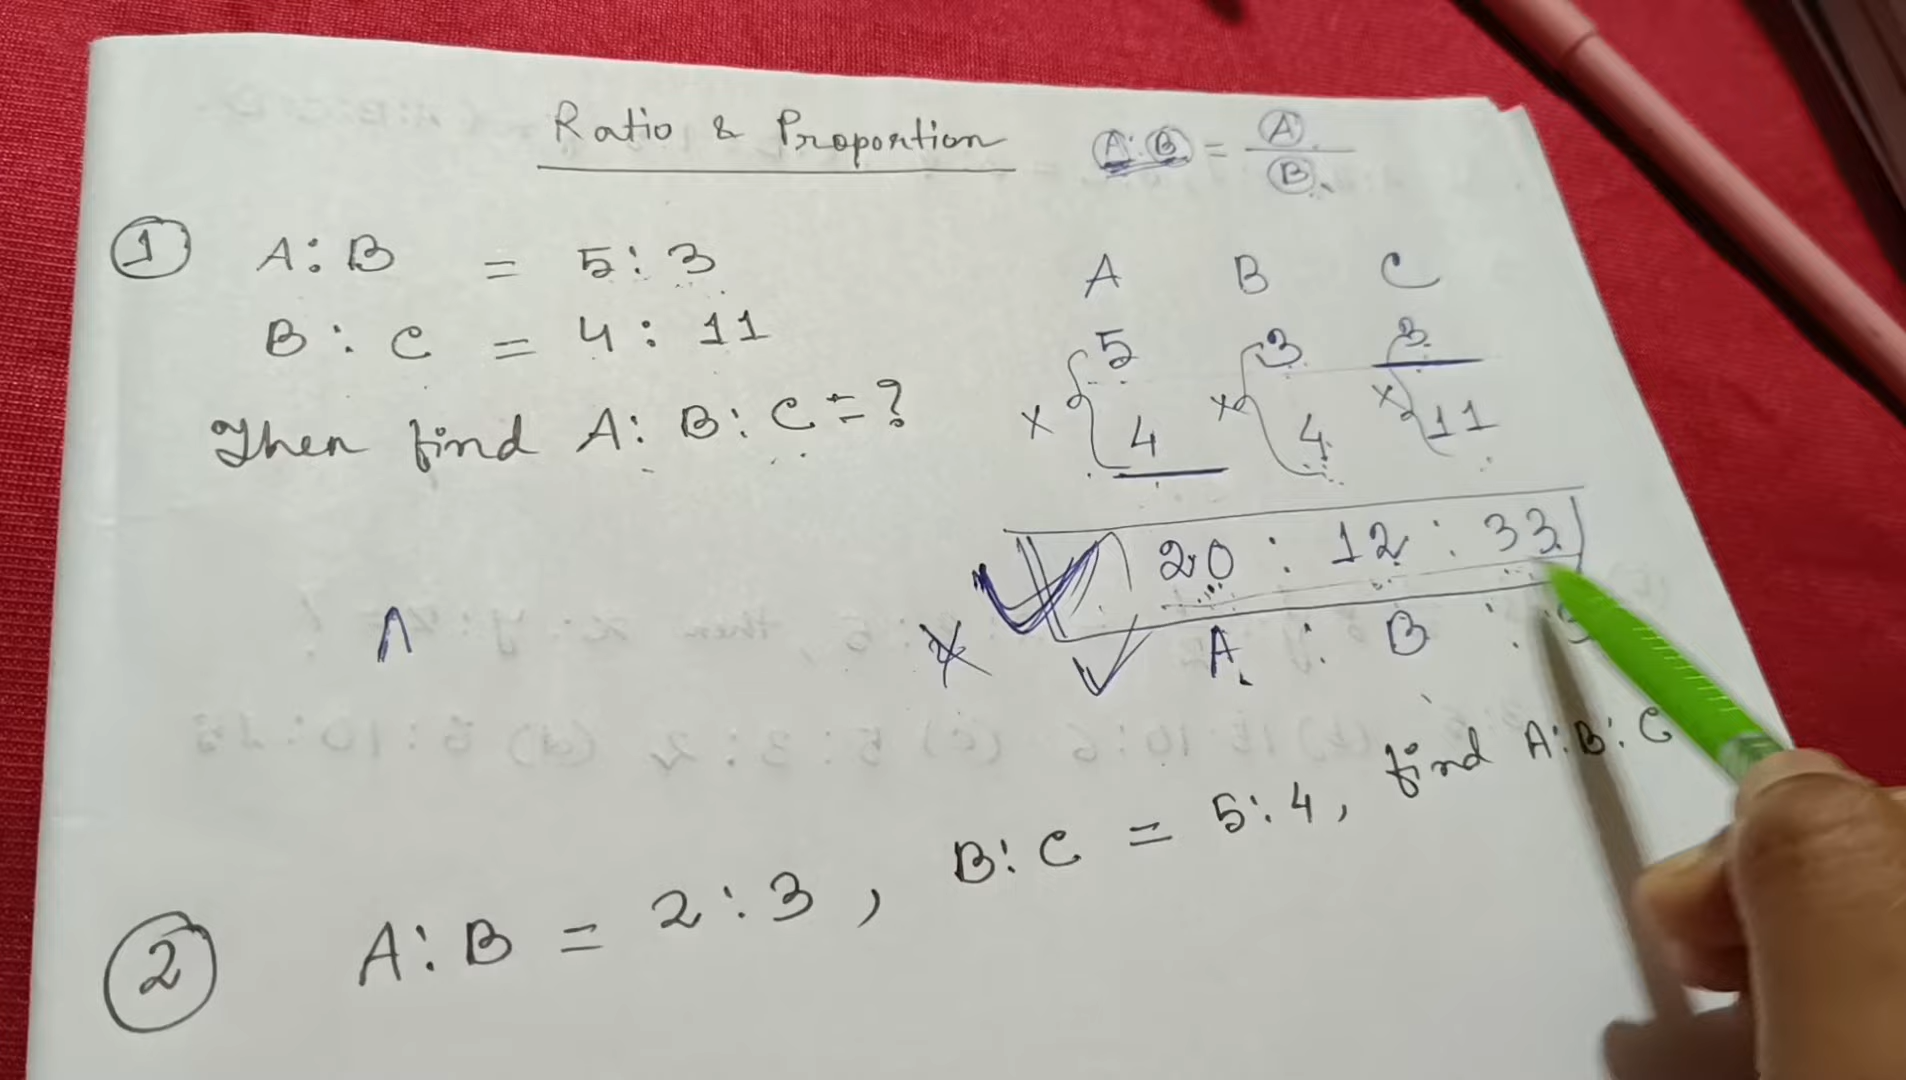 Ratio & Proportion
A:B = A/B
① A:B = 5:3
B:C = 4:11
Then find A:B:C=?
A B C
5 3 3
× × ×
4 4 11
20 : 12 : 33
A : B :
② A:B = 2:3, B:C = 5:4, find A:B:C